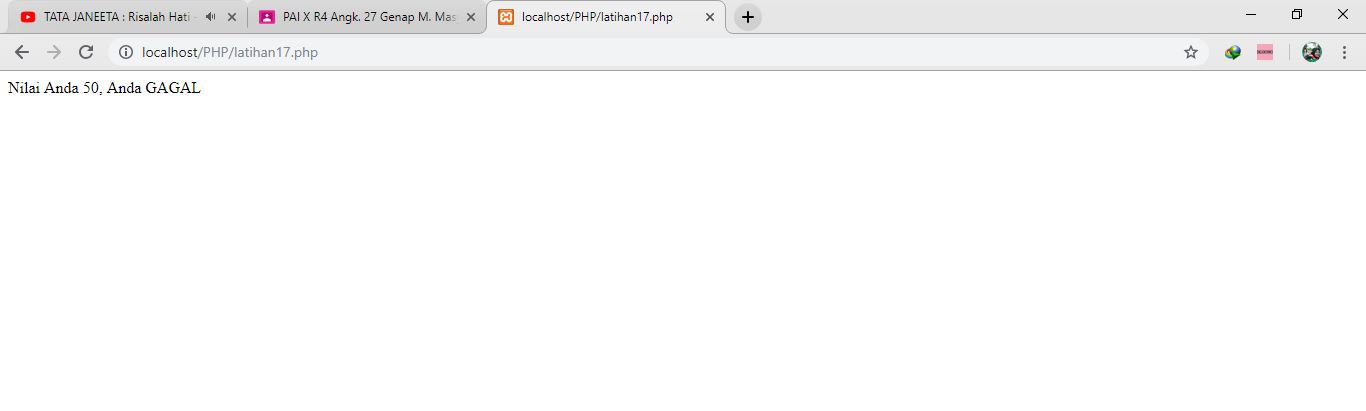 TATA JANEETA : Risalah Hati -
PAI X R4 Angk. 27 Genap M. Mas
localhost/PHP/latihan17.php
localhost/PHP/latihan17.php
Nilai Anda 50, Anda GAGAL